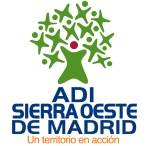 ADI
SIERRA OESTE
DE MADRID
Un territorio en acción